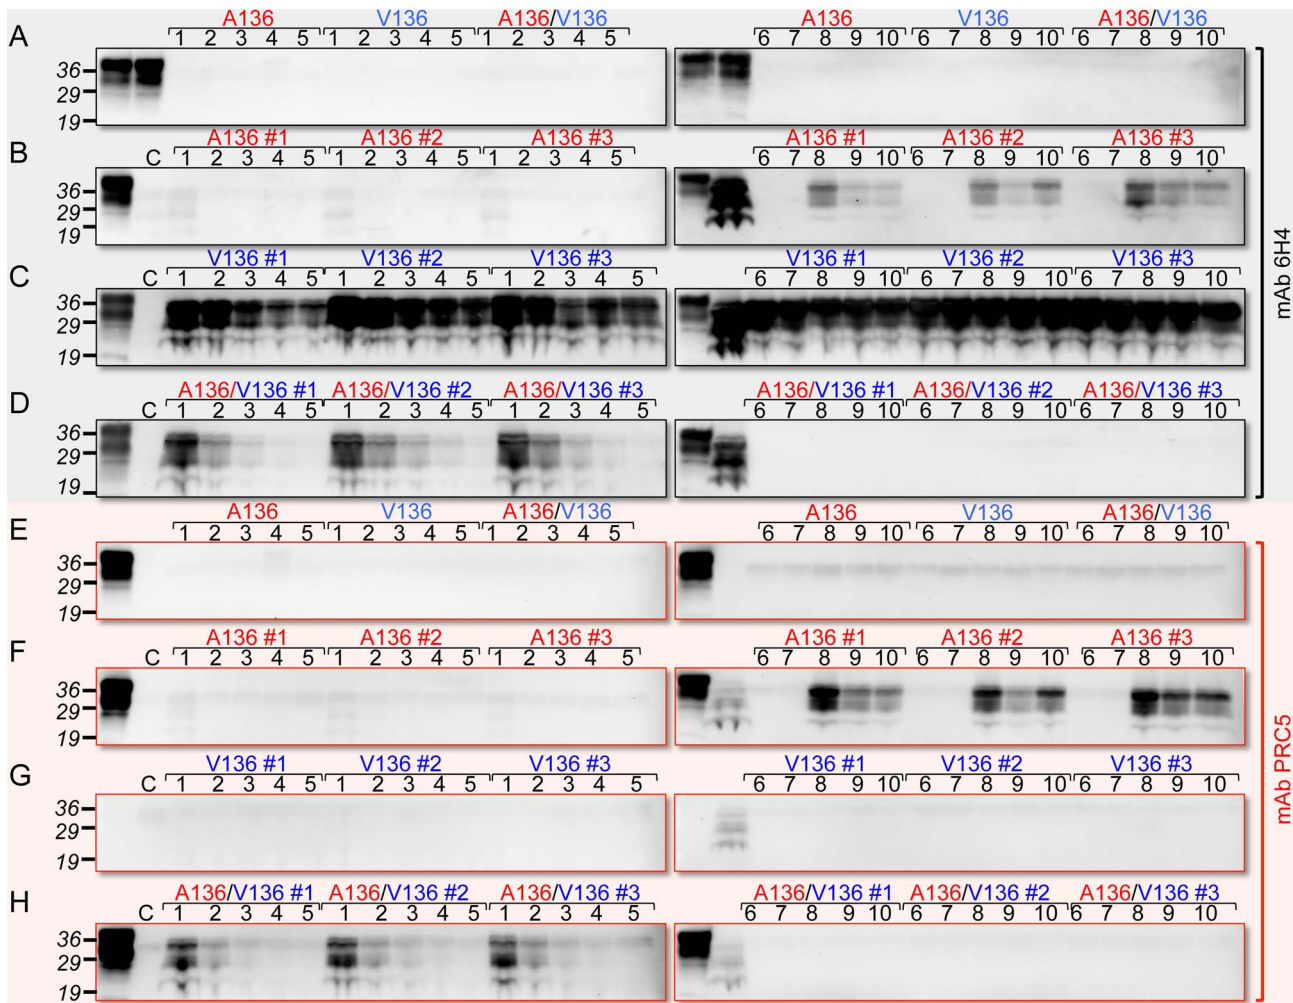 A136 V136 A136/V136 A136 V136 A136/V136
A 1 2 3 4 5 1 2 3 4 5 1 2 3 4 5 6 7 8 9 10 6 7 8 9 10 6 7 8 9 10
36
29
19
A136 #1 A136 #2 A136 #3 A136 #1 A136 #2 A136 #3
B C 1 2 3 4 5 1 2 3 4 5 1 2 3 4 5 6 7 8 9 10 6 7 8 9 10 6 7 8 9 10
36
29
19
V136 #1 V136 #2 V136 #3 V136 #1 V136 #2 V136 #3
C C 1 2 3 4 5 1 2 3 4 5 1 2 3 4 5 6 7 8 9 10 6 7 8 9 10 6 7 8 9 10
36
29
19
A136/V136 #1 A136/V136 #2 A136/V136 #3 A136/V136 #1 A136/V136 #2 A136/V136 #3
D C 1 2 3 4 5 1 2 3 4 5 1 2 3 4 5 6 7 8 9 10 6 7 8 9 10 6 7 8 9 10
36
29
19
mAb 6H4
A136 V136 A136/V136 A136 V136 A136/V136
E 1 2 3 4 5 1 2 3 4 5 1 2 3 4 5 6 7 8 9 10 6 7 8 9 10 6 7 8 9 10
36
29
19
A136 #1 A136 #2 A136 #3 A136 #1 A136 #2 A136 #3
F C 1 2 3 4 5 1 2 3 4 5 1 2 3 4 5 6 7 8 9 10 6 7 8 9 10 6 7 8 9 10
36
29
19
V136 #1 V136 #2 V136 #3 V136 #1 V136 #2 V136 #3
G C 1 2 3 4 5 1 2 3 4 5 1 2 3 4 5 6 7 8 9 10 6 7 8 9 10 6 7 8 9 10
36
29
19
A136/V136 #1 A136/V136 #2 A136/V136 #3 A136/V136 #1 A136/V136 #2 A136/V136 #3
H C 1 2 3 4 5 1 2 3 4 5 1 2 3 4 5 6 7 8 9 10 6 7 8 9 10 6 7 8 9 10
36
29
19
mAb PRC5